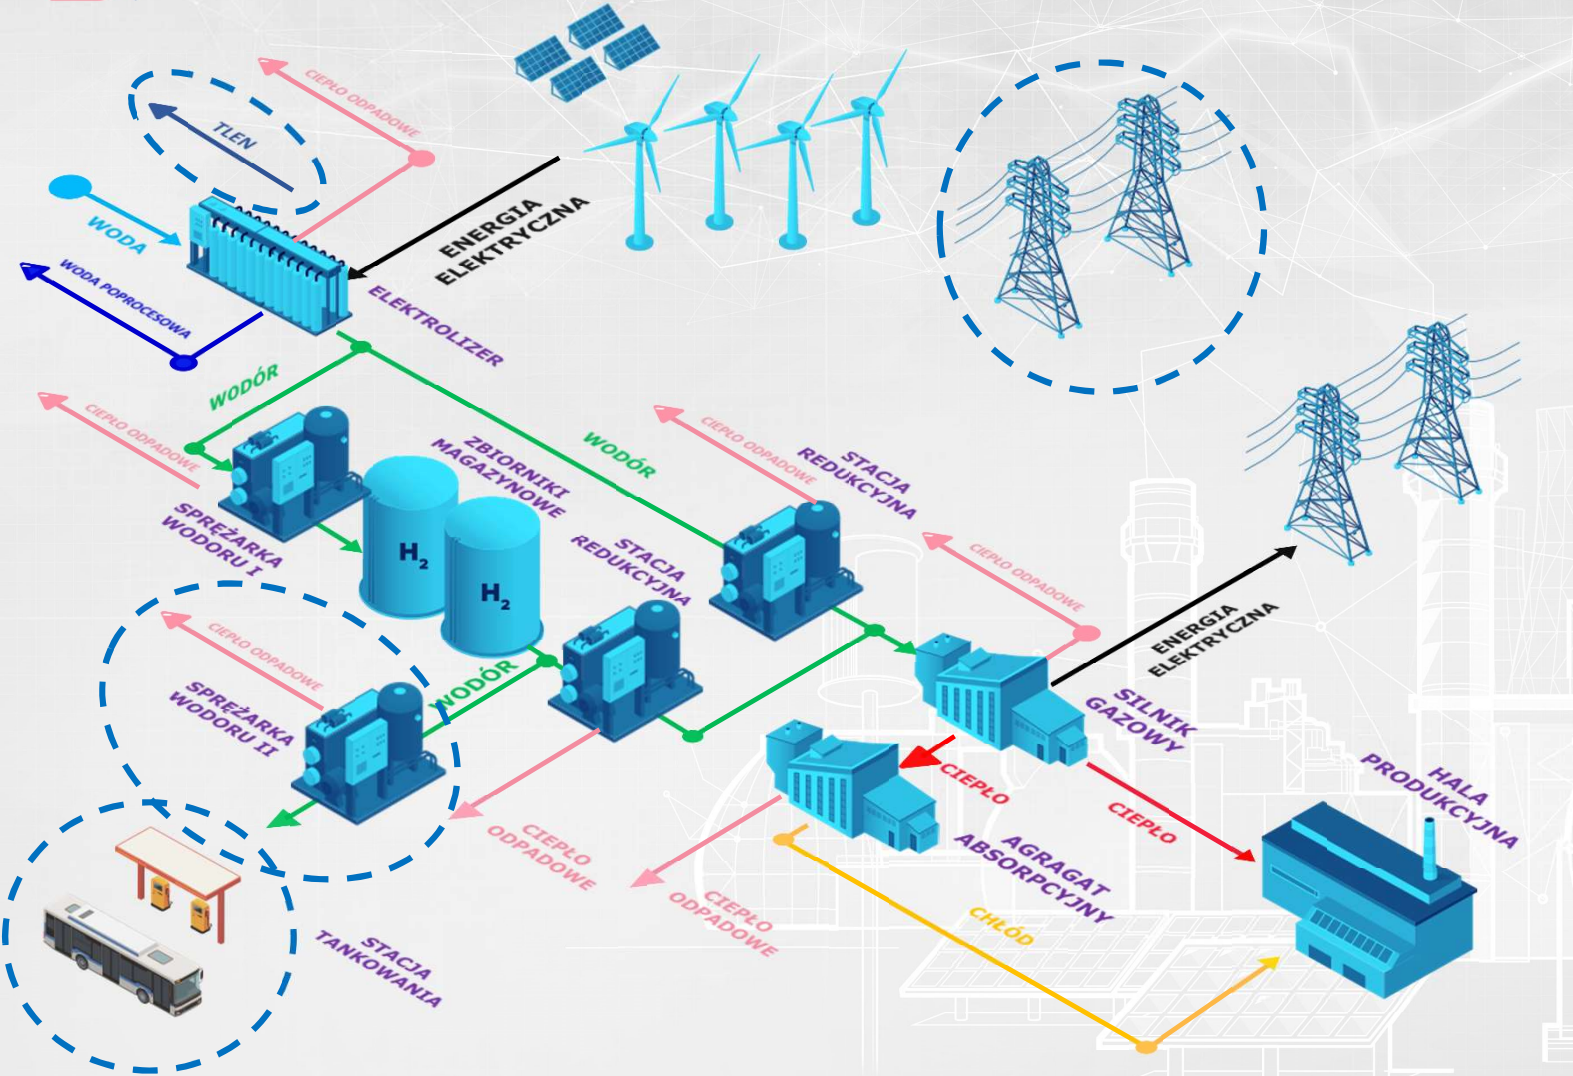 CIEPŁO ODPADOWE
TLEN
WODA
ENERGIA
ELEKTRYCZNA
WODA POPROCESOWA
ELEKTROLIZER
WODÓR
CIEPŁO ODPADOWE
SPRĘŻARKA
WODORU I
ZBIORNIKI
MAGAZYNOWE
H2
H2
WODÓR
CIEPŁO ODPADOWE
STACJA
REDUKCYJNA
STACJA
REDUKCYJNA
CIEPŁO ODPADOWE
ENERGIA
ELEKTRYCZNA
CIEPŁO ODPADOWE
SPRĘŻARKA
WODORU II
WODÓR
SILNIK
GAZOWY
CIEPŁO
CIEPŁO
HALA
PRODUKCYJNA
CIEPŁO
ODPADOWE
CIEPŁO
ODPADOWE
AGRAGAT
ABSORPCYJNY
CHŁÓD
STACJA
TANKOWANIA